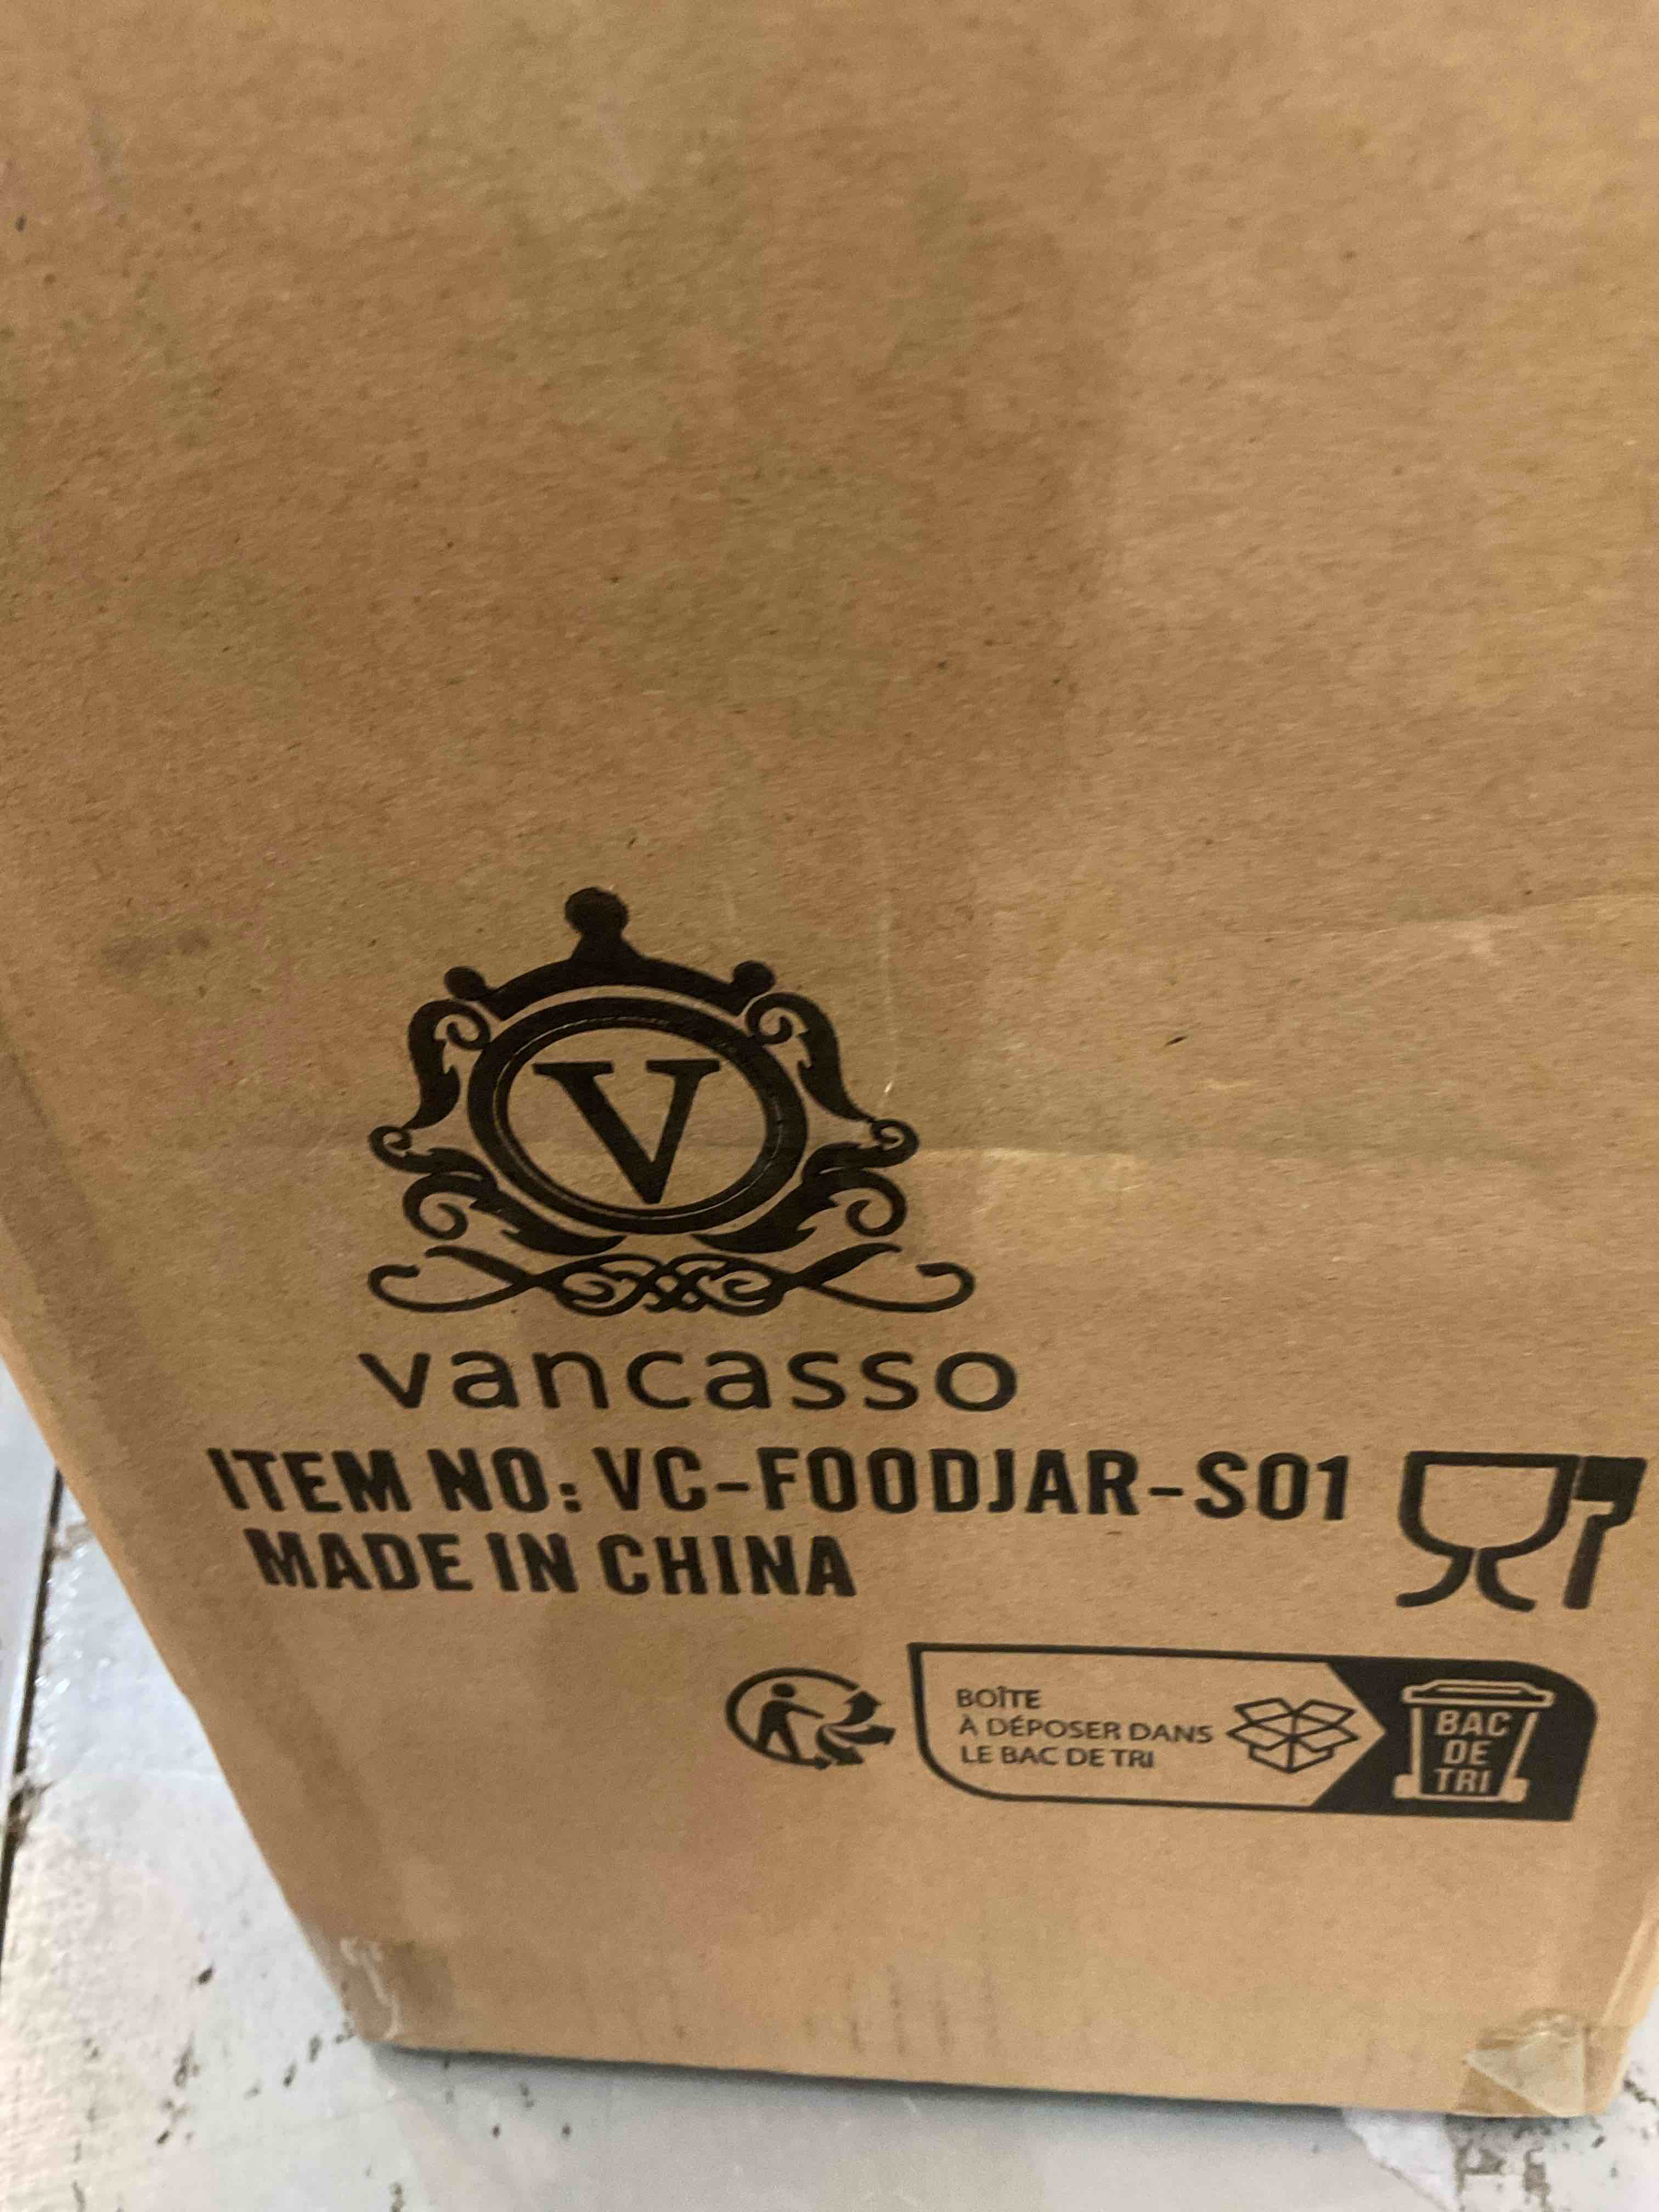 V
vancasso
ITEM NO: VC-FOODJAR-S01
MADE IN CHINA
BOÎTE
À DÉPOSER DANS
LE BAC DE TRI
BAC
DE
TRI